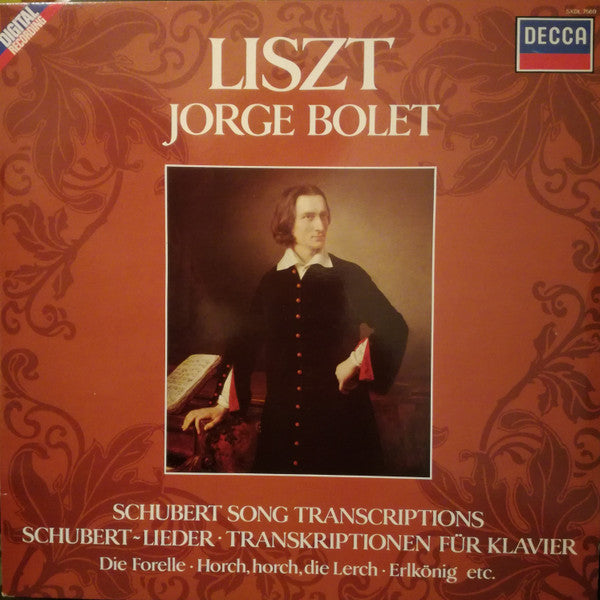 DIGITAL
RECORDING
SXDL 7569
DECCA
LISZT
JORGE BOLET
SCHUBERT SONG TRANSCRIPTIONS
SCHUBERT~LIEDER · TRANSKRIPTIONEN FÜR KLAVIER
Die Forelle · Horch, horch, die Lerch · Erlkönig etc.